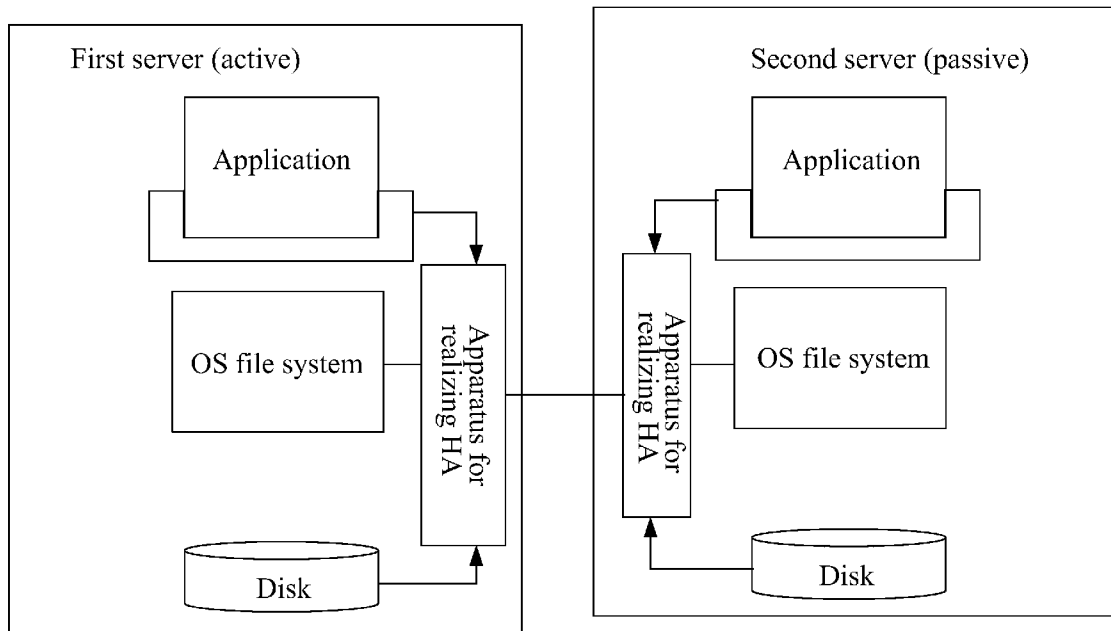 First server (active)
Application
OS file system
Apparatus for
realizing HA
Disk
Second server (passive)
Application
Apparatus for
realizing HA
OS file system
Disk